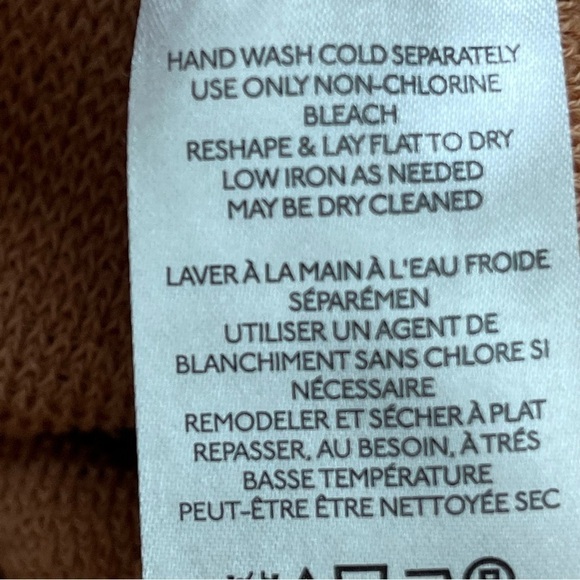 HAND WASH COLD SEPARATELY
USE ONLY NON-CHLORINE
BLEACH
RESHAPE & LAY FLAT TO DRY
LOW IRON AS NEEDED
MAY BE DRY CLEANED
LAVER À LA MAIN À L'EAU FROIDE
SÉPARÉMEN
UTILISER UN AGENT DE
BLANCHIMENT SANS CHLORE SI
NÉCESSAIRE
REMODELER ET SÉCHER À PLAT
REPASSER, AU BESOIN, À TRÉS
BASSE TEMPÉRATURE
PEUT-ÊTRE ÊTRE NETTOYÉE SEC